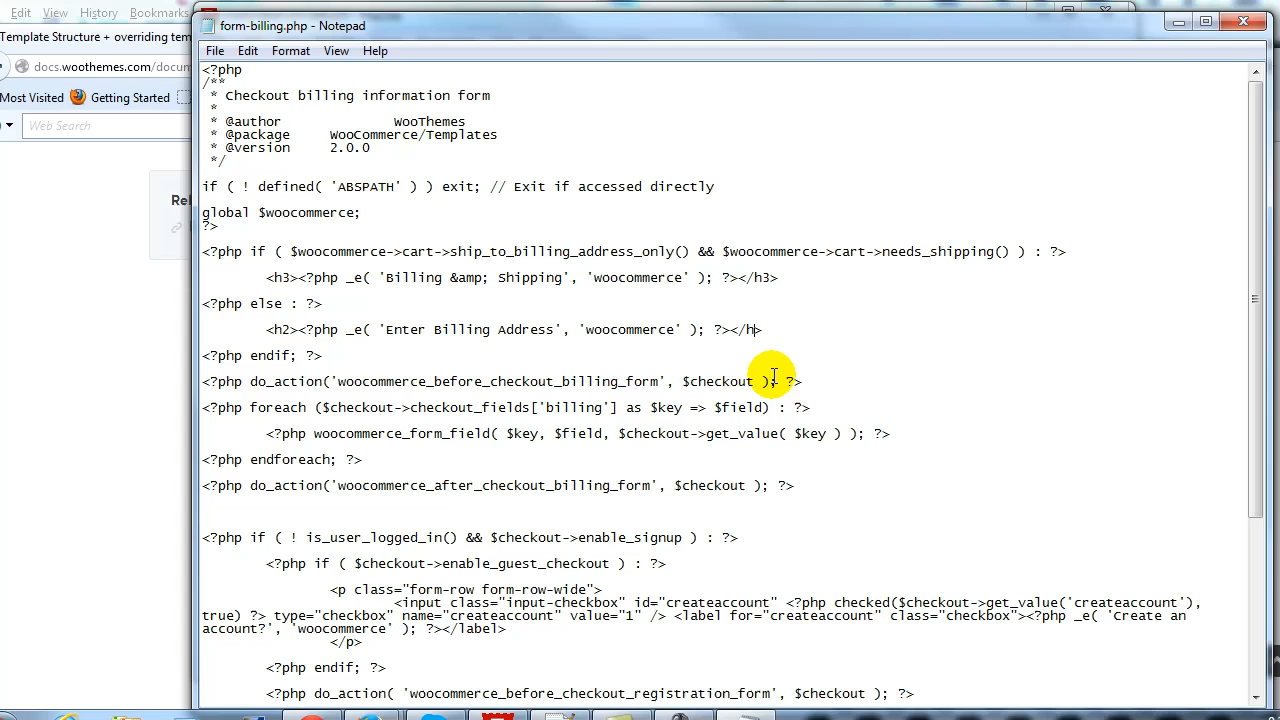 Edit View History Bookmarks
form-billing.php - Notepad
Template Structure + overriding tem
docs.woothemes.com/docum
Most Visited Getting Started
Web Search
File Edit Format View Help
<?php
/**
* Checkout billing information form
*
* @author WooThemes
* @package WooCommerce/Templates
* @version 2.0.0
*/
if ( ! defined( 'ABSPATH' ) ) exit; // Exit if accessed directly
global $woocommerce;
?>
<?php if ( $woocommerce->cart->ship_to_billing_address_only() && $woocommerce->cart->needs_shipping() ) : ?>
<h3><?php _e( 'Billing &amp; Shipping', 'woocommerce' ); ?></h3>
<?php else : ?>
<h2><?php _e( 'Enter Billing Address', 'woocommerce' ); ?></h>
<?php endif; ?>
<?php do_action('woocommerce_before_checkout_billing_form', $checkout ); ?>
<?php foreach ($checkout->checkout_fields['billing'] as $key => $field) : ?>
<?php woocommerce_form_field( $key, $field, $checkout->get_value( $key ) ); ?>
<?php endforeach; ?>
<?php do_action('woocommerce_after_checkout_billing_form', $checkout ); ?>
<?php if ( ! is_user_logged_in() && $checkout->enable_signup ) : ?>
<?php if ( $checkout->enable_guest_checkout ) : ?>
<p class="form-row form-row-wide">
<input class="input-checkbox" id="createaccount" <?php checked($checkout->get_value('createaccount'),
true) ?> type="checkbox" name="createaccount" value="1" /> <label for="createaccount" class="checkbox"><?php _e( 'Create an
account?', 'woocommerce' ); ?></label>
</p>
<?php endif; ?>
<?php do_action( 'woocommerce_before_checkout_registration_form', $checkout ); ?>